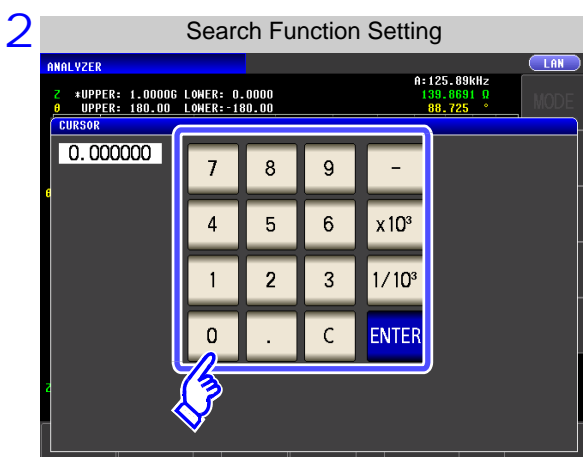 2
Search Function Setting
ANALYZER
LAN
A:125.89kHz
Z *UPPER: 1.00006 LOWER: 0.0000 139.8691 Ω
θ UPPER: 180.00 LOWER:-180.00 88.725 °
MODE
CURSOR
0.000000
7 8 9 -
θ
4 5 6 x10³
1 2 3 1/10³
0 . C ENTER
Z